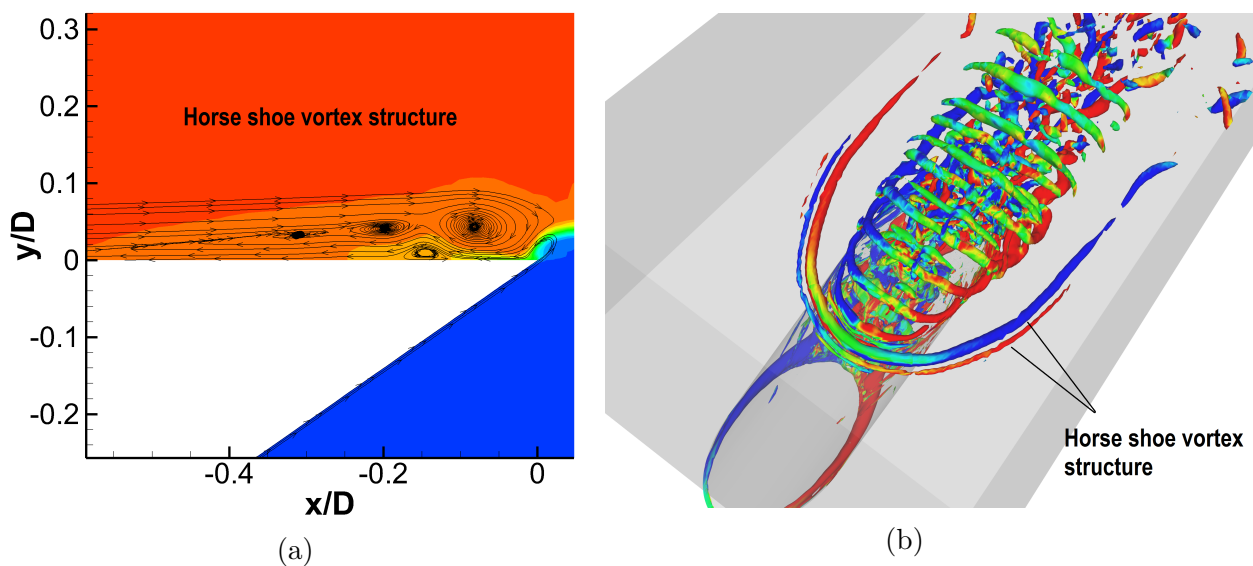 0.3
0.2
Horse shoe vortex structure
0.1
y/D
0
-0.1
-0.2
-0.4
-0.2
0
x/D
(a)
Horse shoe vortex
structure
(b)